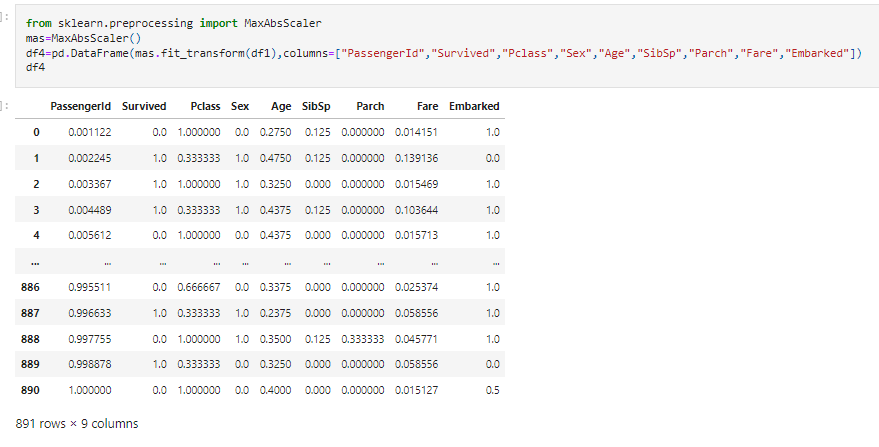 ]:
from sklearn.preprocessing import MaxAbsScaler
mas=MaxAbsScaler()
df4=pd.DataFrame(mas.fit_transform(df1),columns=["PassengerId","Survived","Pclass","Sex","Age","SibSp","Parch","Fare","Embarked"])
df4
]:
PassengerId Survived Pclass Sex Age SibSp Parch Fare Embarked
0 0.001122 0.0 1.000000 0.0 0.2750 0.125 0.000000 0.014151 1.0
1 0.002245 1.0 0.333333 1.0 0.4750 0.125 0.000000 0.139136 0.0
2 0.003367 1.0 1.000000 1.0 0.3250 0.000 0.000000 0.015469 1.0
3 0.004489 1.0 0.333333 1.0 0.4375 0.125 0.000000 0.103644 1.0
4 0.005612 0.0 1.000000 0.0 0.4375 0.000 0.000000 0.015713 1.0
... ... ... ... ... ... ... ... ... ...
886 0.995511 0.0 0.666667 0.0 0.3375 0.000 0.000000 0.025374 1.0
887 0.996633 1.0 0.333333 1.0 0.2375 0.000 0.000000 0.058556 1.0
888 0.997755 0.0 1.000000 1.0 0.3500 0.125 0.333333 0.045771 1.0
889 0.998878 1.0 0.333333 0.0 0.3250 0.000 0.000000 0.058556 0.0
890 1.000000 0.0 1.000000 0.0 0.4000 0.000 0.000000 0.015127 0.5
891 rows × 9 columns